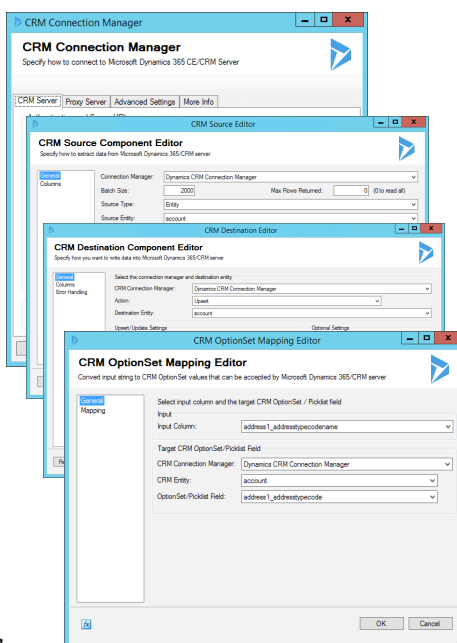 CRM Connection Manager
CRM Connection Manager
Specify how to connect to Microsoft Dynamics 365 CE/CRM Server
CRM Server Proxy Server Advanced Settings More Info
CRM Source Editor
CRM Source Component Editor
Specify how to extract data from Microsoft Dynamics 365/CRM server
General
Columns
Connection Manager: Dynamics CRM Connection Manager
Batch Size: 2000 Max Rows Returned: 0 (0 to read all)
Source Type: Entity
Source Entity: account
CRM Destination Editor
CRM Destination Component Editor
Specify how you want to write data into Microsoft Dynamics 365/CRM server
General
Columns
Error Handling
Select the connection manager and destination entity
CRM Connection Manager: Dynamics CRM Connection Manager
Action: Upsert
Destination Entity: account
Upsert/Update Settings Optional Settings
CRM OptionSet Mapping Editor
CRM OptionSet Mapping Editor
Convert input string to CRM OptionSet values that can be accepted by Microsoft Dynamics 365/CRM server
General
Mapping
Select input column and the target CRM OptionSet / Picklist field
Input
Input Column: address1_addresstypecodename
Target CRM OptionSet/Picklist Field
CRM Connection Manager: Dynamics CRM Connection Manager
CRM Entity: account
OptionSet/Picklist Field: address1_addresstypecode
OK Cancel